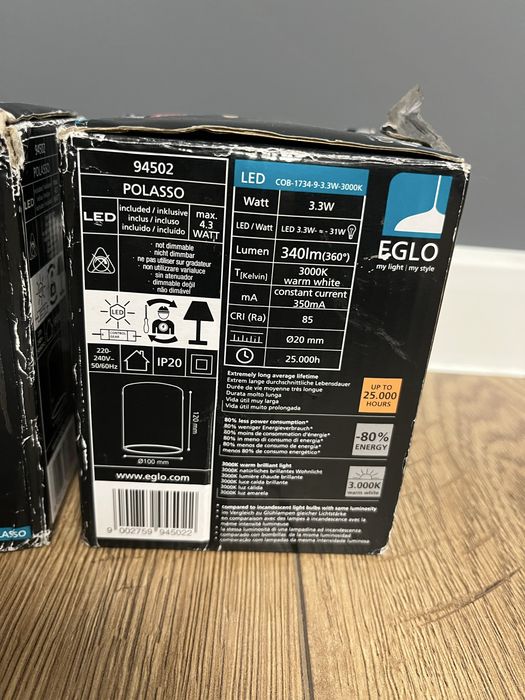 94502
POLASSO
LED
included / inklusive
inclus / incluso
incluido / incluído
max.
4.3
WATT
not dimmable
nicht dimmbar
ne pas utiliser sur gradateur
non utilizzare varialuce
sin atenuador
dimmable değil
não dimável
LED
CONTROL
GEAR
220-
240V~
50/60Hz
IP20
120 mm
Ø100 mm
www.eglo.com
9 002759 945022
LED COB-1734-9-3.3W-3000K
Watt 3.3W
LED / Watt LED 3.3W- ≈ -31W
Lumen 340lm(360°)
T[Kelvin] 3000K
warm white
mA constant current
350mA
CRI (Ra) 85
Ø20 mm
25.000h
Extremely long average lifetime
Extrem lange durchschnittliche Lebensdauer
Durée de vie moyenne très longue
Durata molto lunga
Vida útil muy larga
Vida útil muito prolongada
UP TO
25.000
HOURS
80% less power consumption*
80% weniger Energieverbrauch*
80% moins de consommation d'énergie*
80% in meno di consumo di energia*
80% menos de consumo de energía*
menos 80% de consumo energético*
-80%
ENERGY
3000K warm brilliant light
3000K natürliches brillantes Wohnlicht
3000K lumière chaude brillante
3000K luce calda brillante
3000K luz cálida
3000K luz amarela
3.000K
warm white
* compared to incandescent light bulbs with same luminosity
im Vergleich zu Glühlampen gleicher Lichtstärke
en comparaison avec des lampes à incandescence avec la
même intensité lumineuse
con la stessa luminosità di una lampadina ad incandescenza
comparado con bombillas de la misma luminosidad
comparação com lampadas da mesma intensidade luminosa
EGLO
my light | my style
94502
POLASSO
LED
LASSO